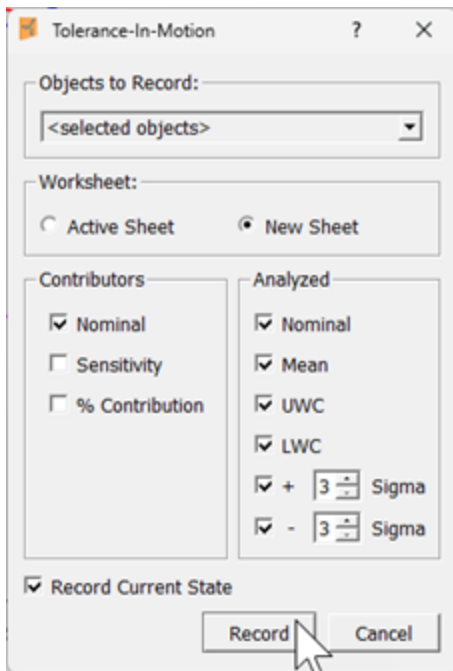 Tolerance-In-Motion ? ×
Objects to Record:
<selected objects>
Worksheet:
Active Sheet New Sheet
Contributors
Nominal
Sensitivity
% Contribution
Analyzed
Nominal
Mean
UWC
LWC
+ 3 Sigma
- 3 Sigma
Record Current State
Record Cancel